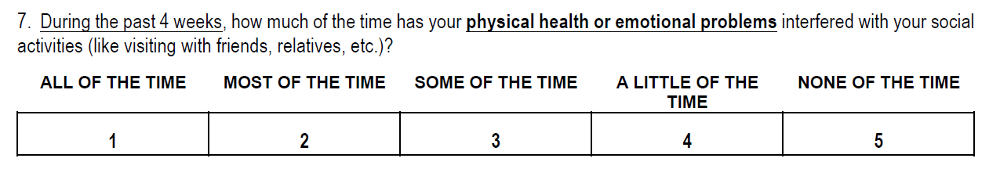 7. During the past 4 weeks, how much of the time has your physical health or emotional problems interfered with your social
activities (like visiting with friends, relatives, etc.)?
ALL OF THE TIME MOST OF THE TIME SOME OF THE TIME A LITTLE OF THE TIME NONE OF THE TIME
1 2 3 4 5